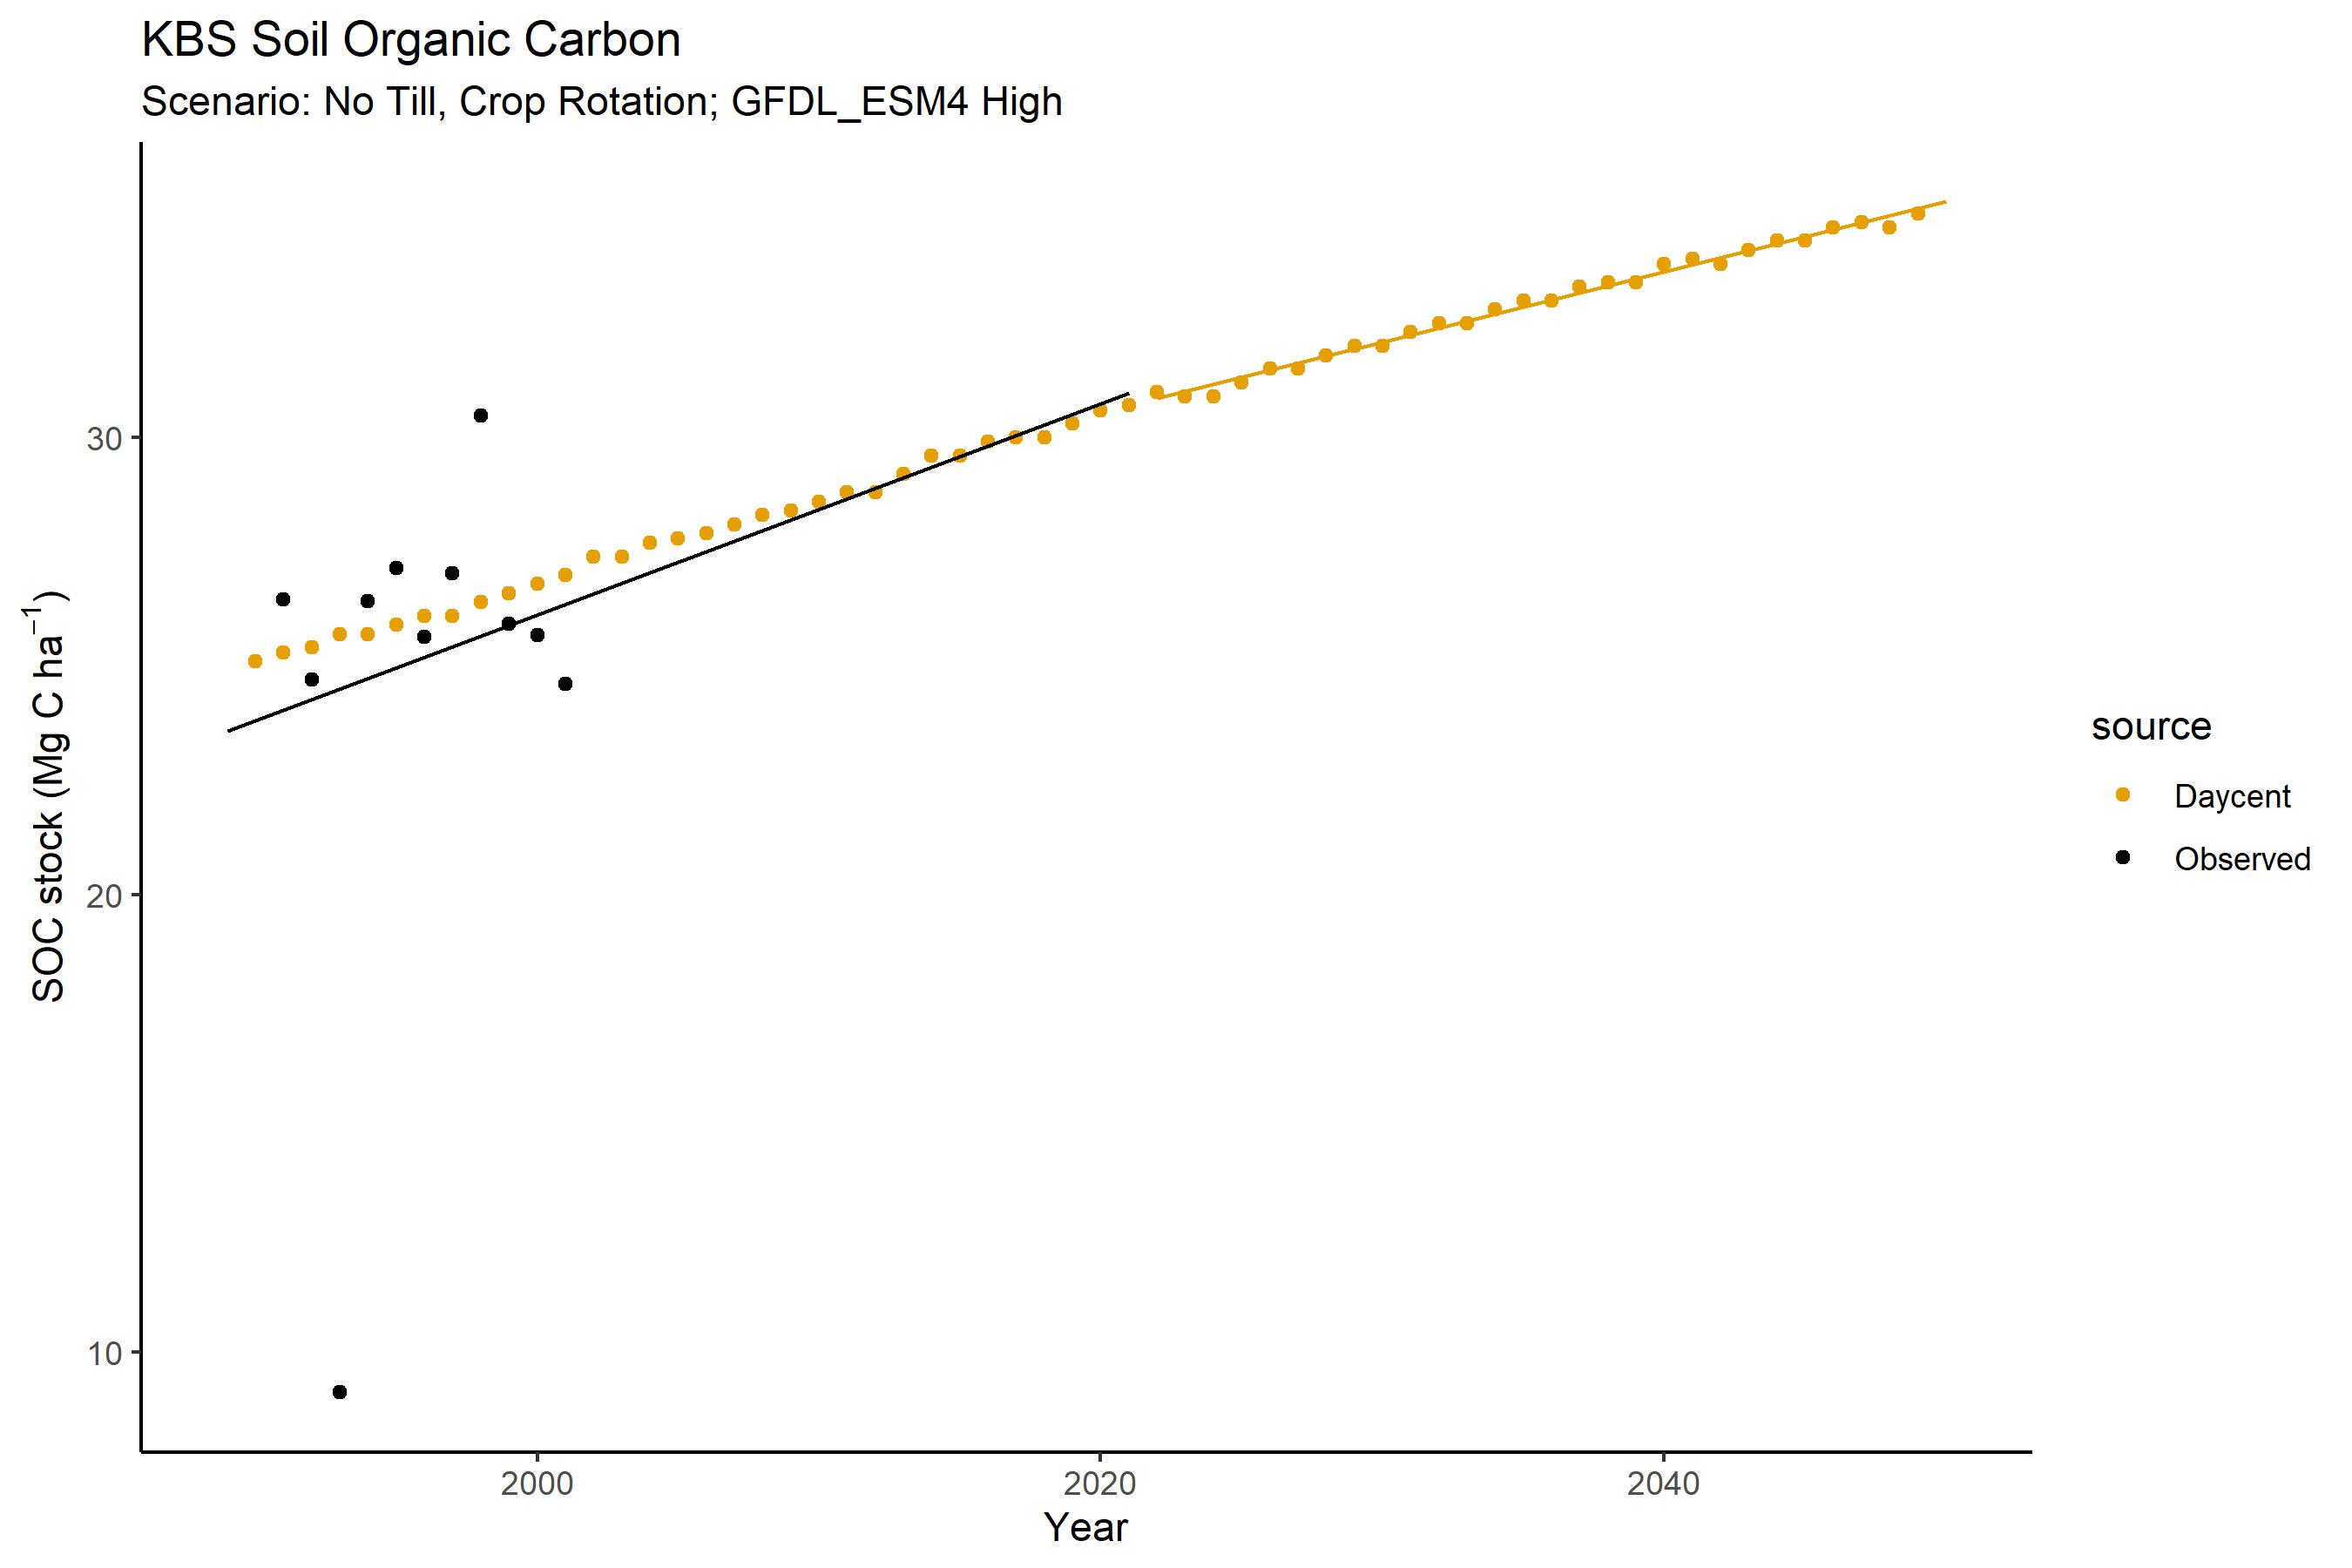 KBS Soil Organic Carbon
Scenario: No Till, Crop Rotation; GFDL_ESM4 High
SOC stock (Mg C ha⁻¹)
30
20
10
2000
2020
2040
Year
source
Daycent
Observed